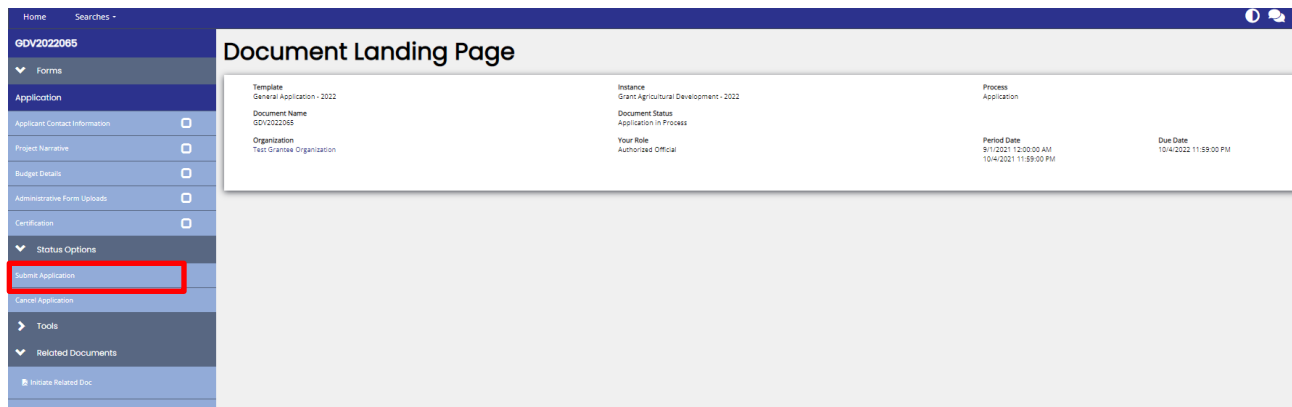 Home Searches
GDV2022065
Forms
Application
Applicant Contact Information
Project Narrative
Budget Details
Administrative Form Uploads
Certification
Status Options
Submit Application
Cancel Application
Tools
Related Documents
Initiate Related Doc
Document Landing Page
Template
General Application - 2022
Instance
Grant Agricultural Development - 2022
Process
Application
Document Name
GDV2022065
Document Status
Application in Process
Organization
Test Grantee Organization
Your Role
Authorized Official
Period Date
9/1/2021 12:00:00 AM
10/4/2021 11:59:00 PM
Due Date
10/4/2022 11:59:00 PM